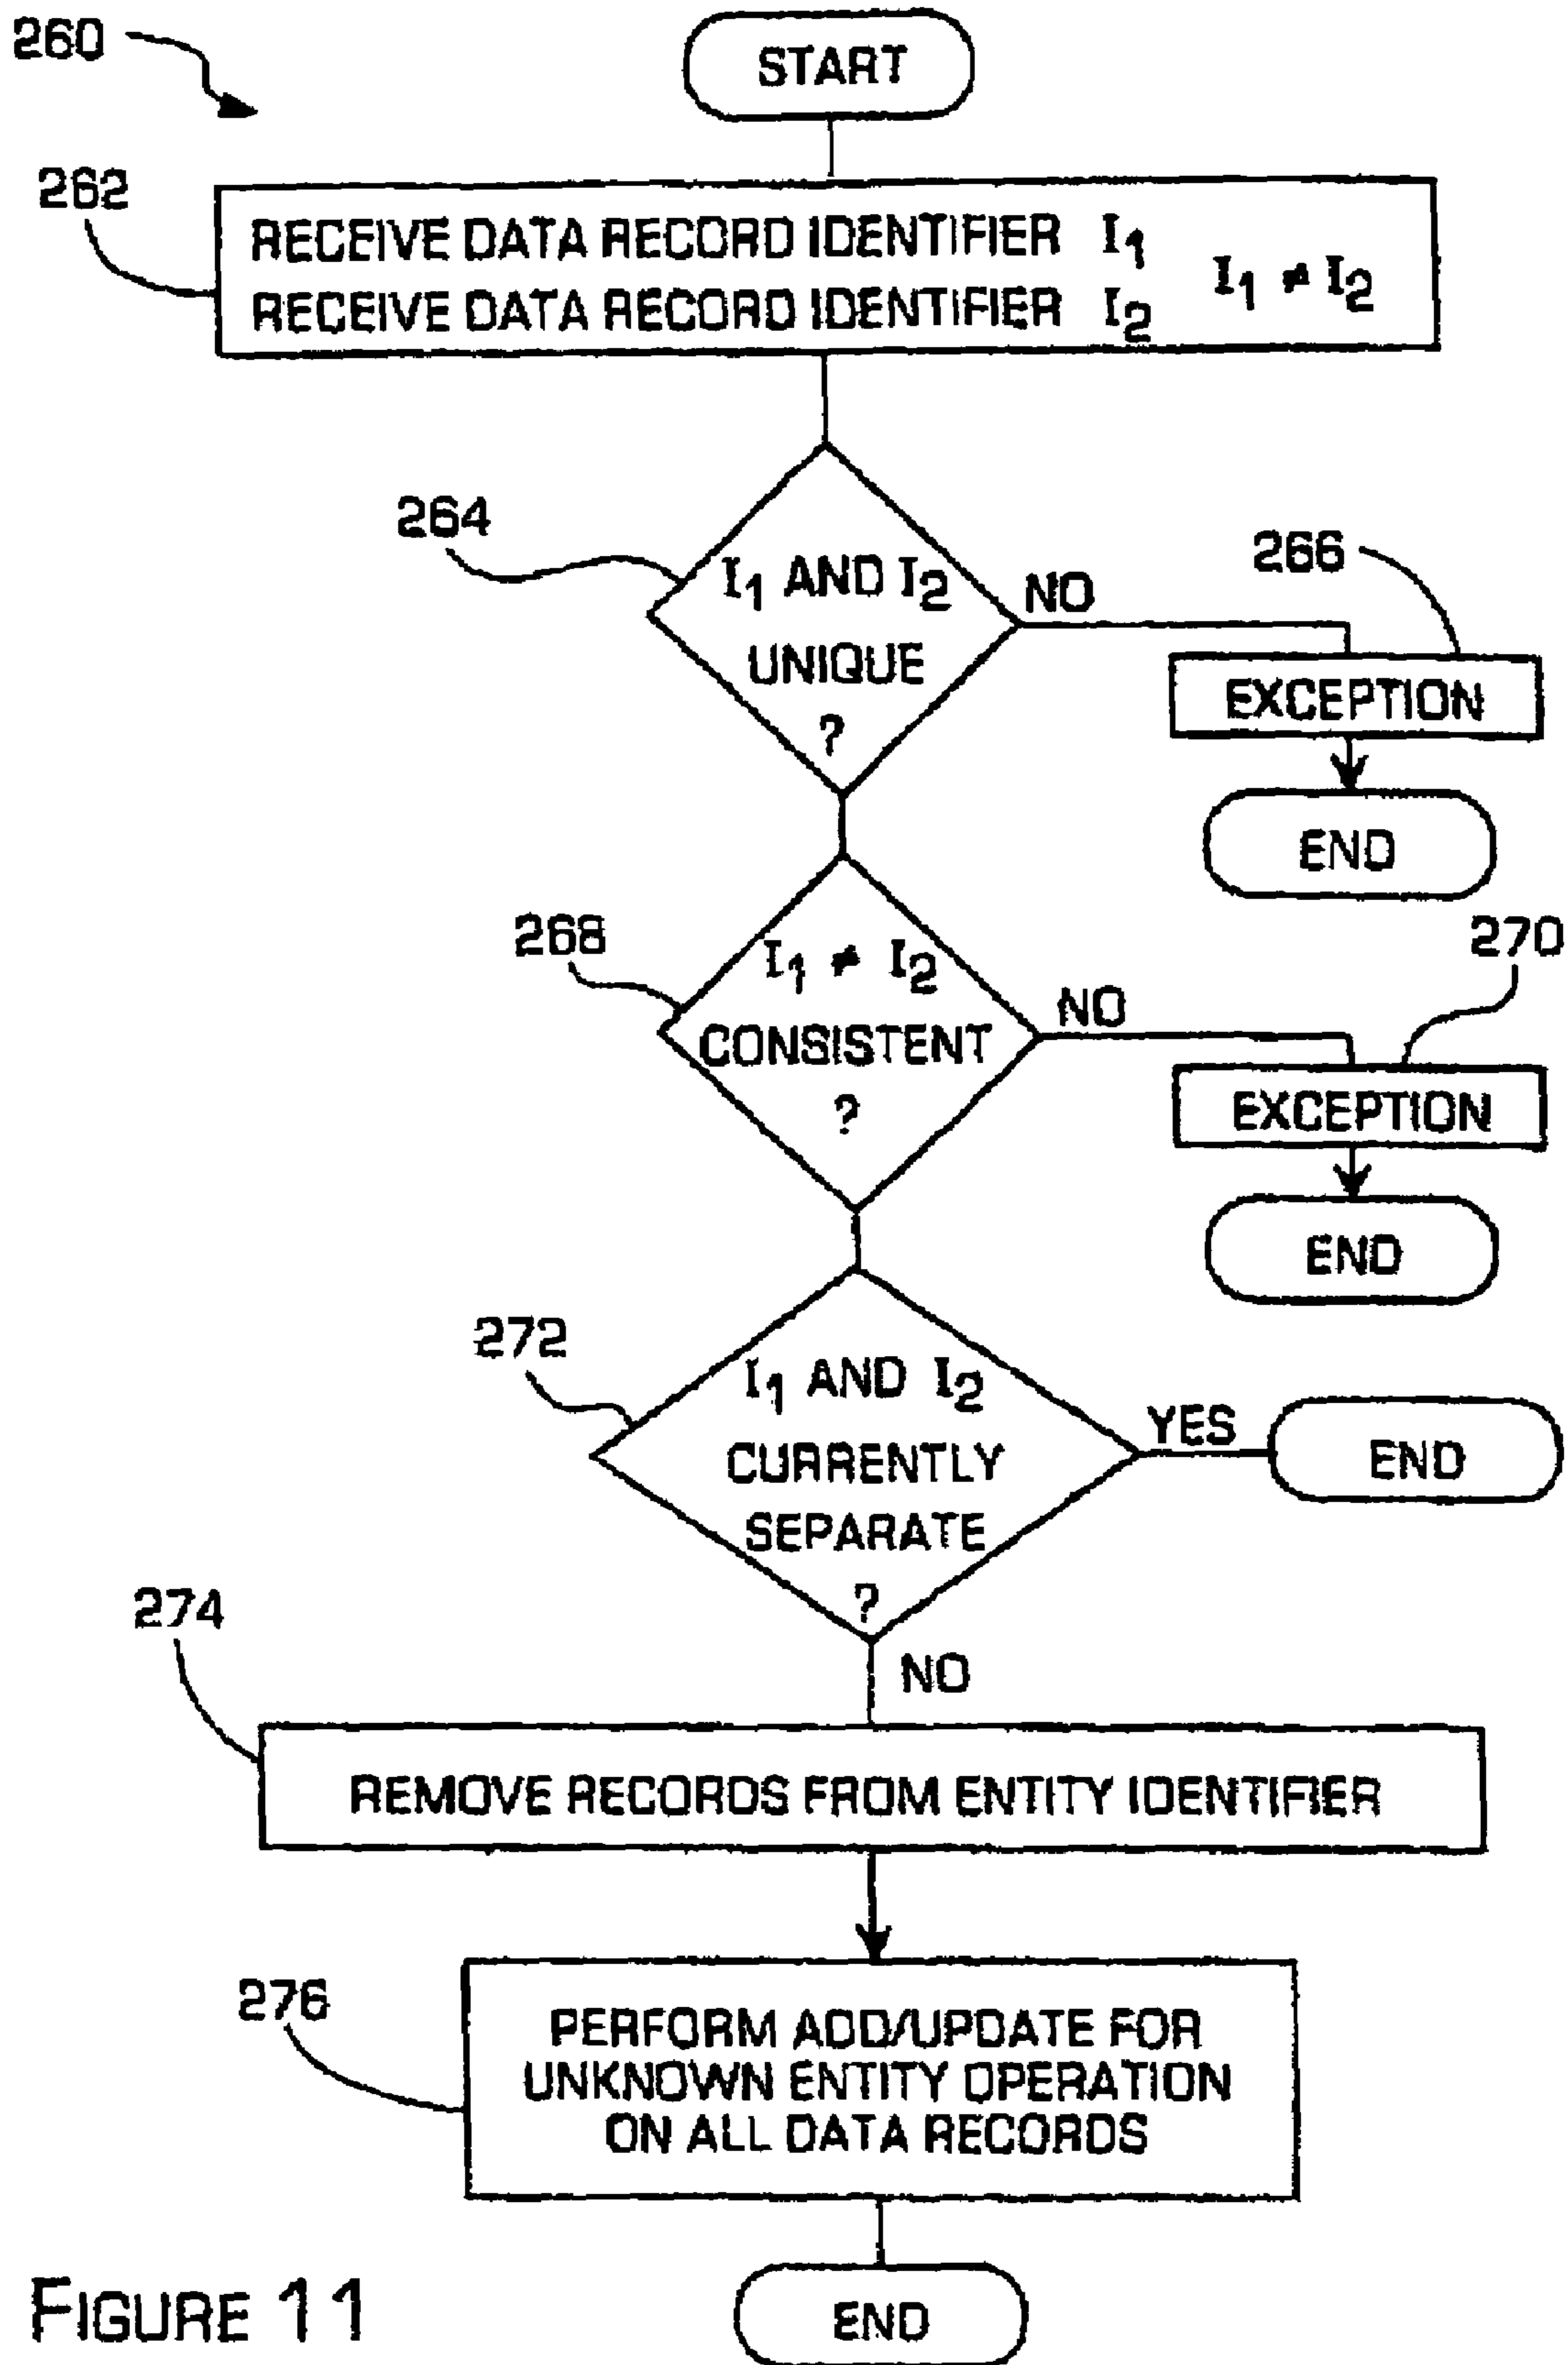 260
START
262
RECEIVE DATA RECORD IDENTIFIER I₁
RECEIVE DATA RECORD IDENTIFIER I₂
I₁ ≠ I₂
264
I₁ AND I₂
UNIQUE
?
NO
266
EXCEPTION
END
268
I₁ ≠ I₂
CONSISTENT
?
NO
270
EXCEPTION
END
272
I₁ AND I₂
CURRENTLY
SEPARATE
?
YES
END
NO
274
REMOVE RECORDS FROM ENTITY IDENTIFIER
276
PERFORM ADD/UPDATE FOR
UNKNOWN ENTITY OPERATION
ON ALL DATA RECORDS
END
FIGURE 11